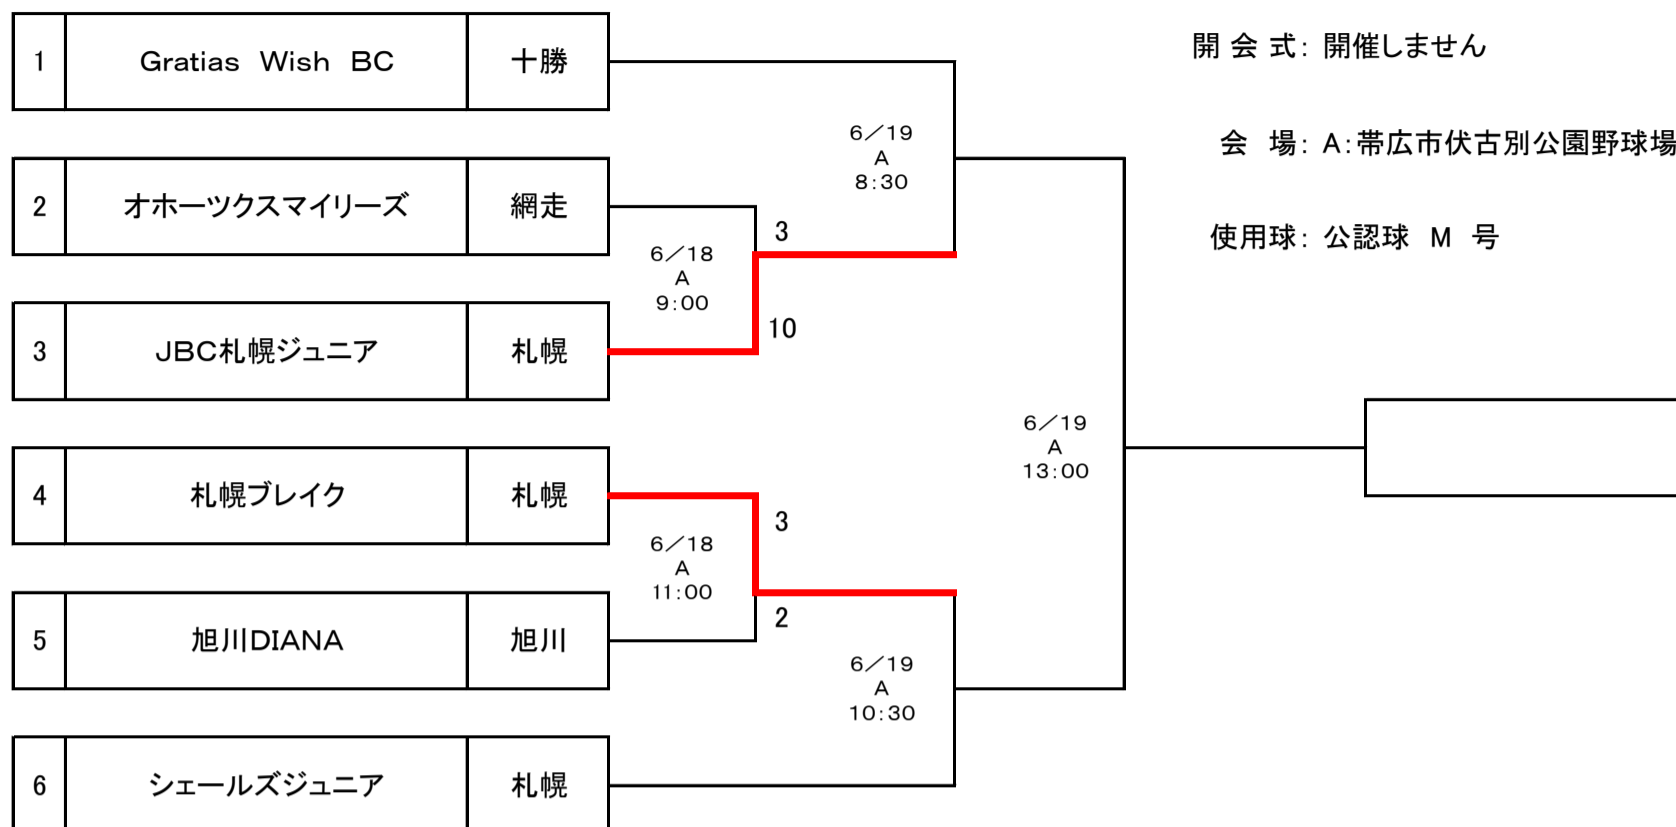 1 Gratias Wish BC 十勝
開 会 式: 開催しません
6／19
A
8:30
会 場: A:帯広市伏古別公園野球場
2 オホーツクスマイリーズ 網走
3
使用球: 公認球 M 号
6／18
A
9:00
10
3 JBC札幌ジュニア 札幌
6／19
A
13:00
4 札幌ブレイク 札幌
3
6／18
A
11:00
2
5 旭川DIANA 旭川
6／19
A
10:30
6 シェールズジュニア 札幌